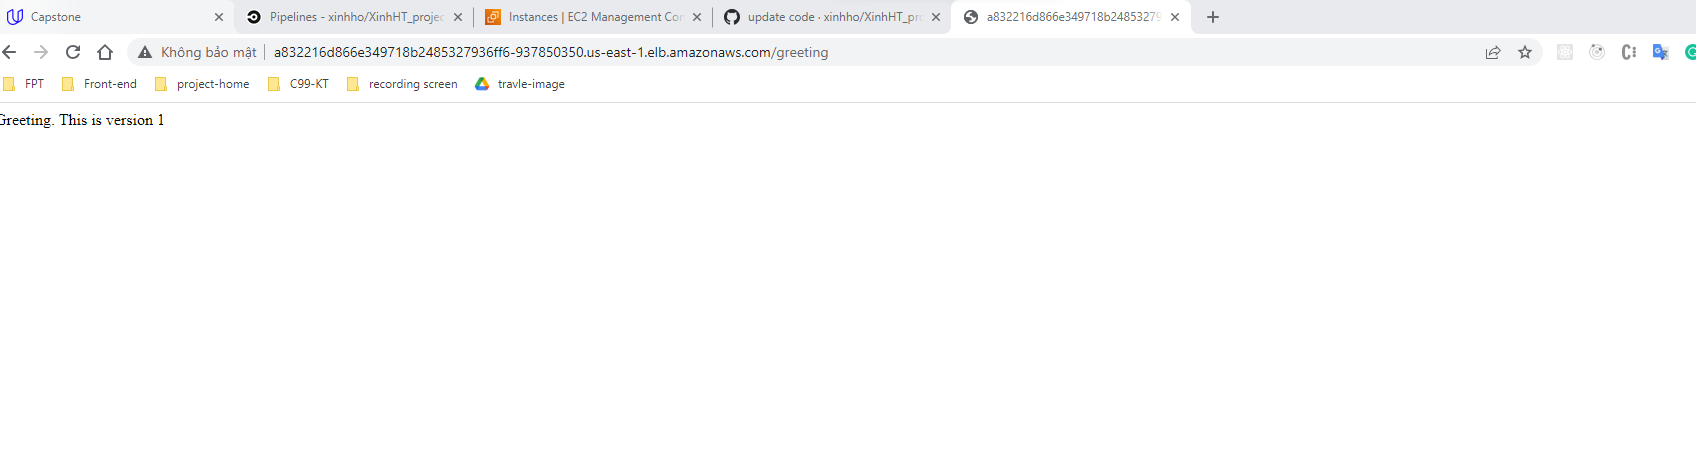 Capstone
Pipelines - xinhho/XinhHT_projec
Instances | EC2 Management Con
update code · xinhho/XinhHT_pro
a832216d866e349718b24853279
Không bảo mật
a832216d866e349718b2485327936ff6-937850350.us-east-1.elb.amazonaws.com/greeting
FPT
Front-end
project-home
C99-KT
recording screen
travle-image
Greeting. This is version 1